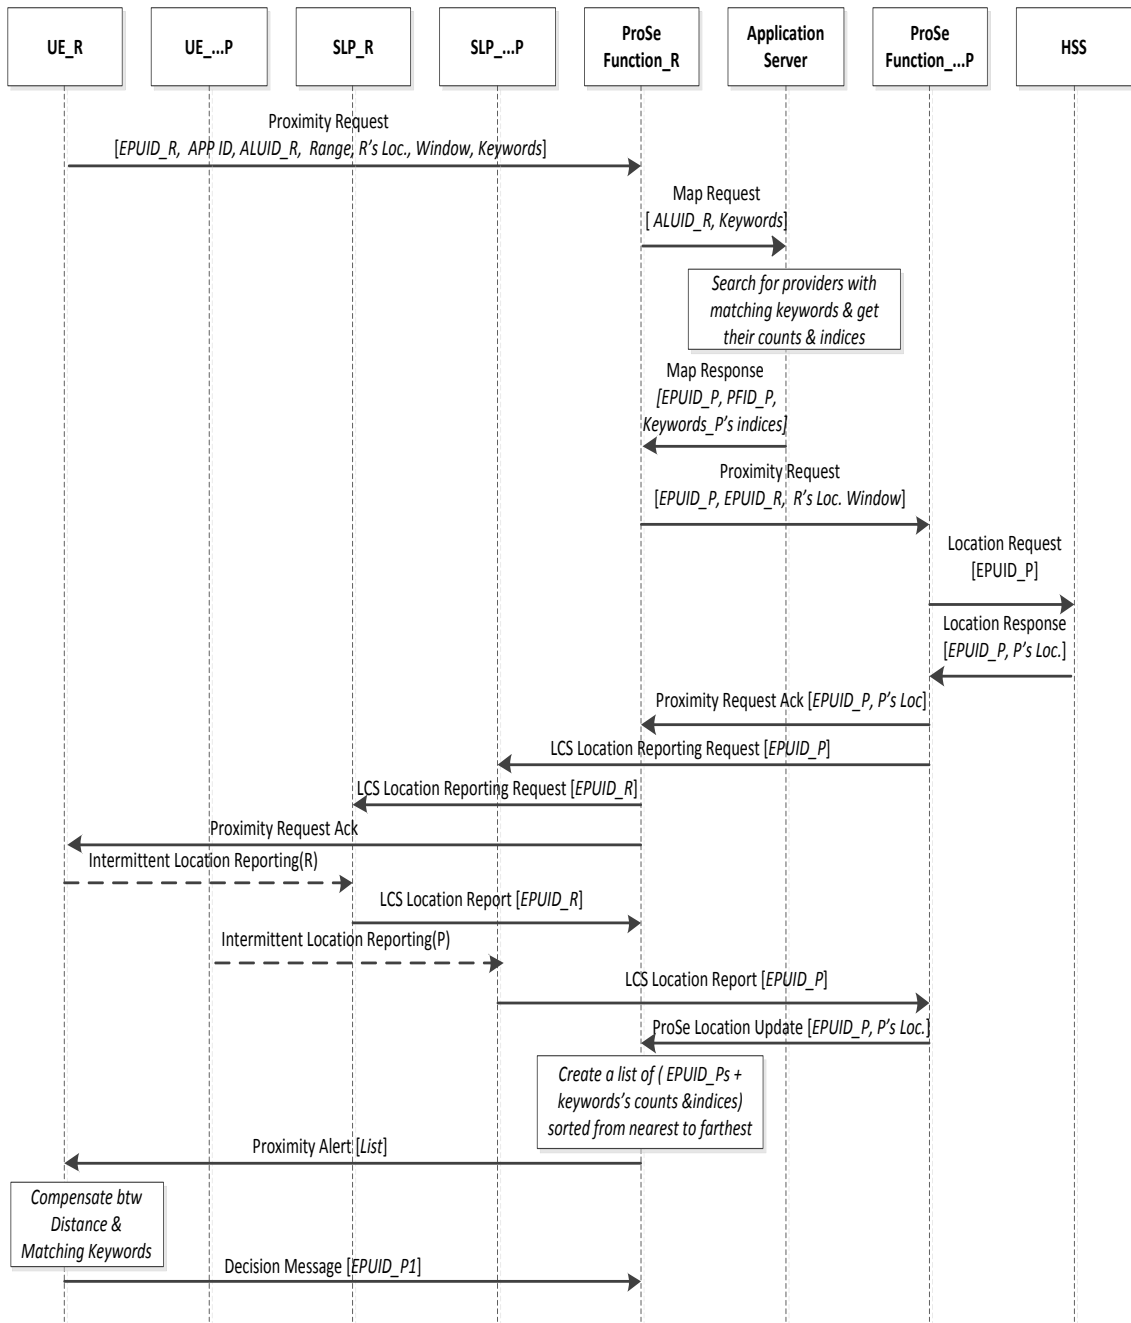 UE_R
UE_...P
SLP_R
SLP_...P
ProSe
Function_R
Application
Server
ProSe
Function_...P
HSS
Proximity Request
[EPUID_R, APP ID, ALUID_R, Range, R's Loc., Window, Keywords]
Map Request
[ ALUID_R, Keywords]
Search for providers with
matching keywords & get
their counts & indices
Map Response
[EPUID_P, PFID_P,
Keywords_P's indices]
Proximity Request
[EPUID_P, EPUID_R, R's Loc. Window]
Location Request
[EPUID_P]
Location Response
[EPUID_P, P's Loc.]
Proximity Request Ack [EPUID_P, P's Loc]
LCS Location Reporting Request [EPUID_P]
LCS Location Reporting Request [EPUID_R]
Proximity Request Ack
Intermittent Location Reporting(R)
LCS Location Report [EPUID_R]
Intermittent Location Reporting(P)
LCS Location Report [EPUID_P]
ProSe Location Update [EPUID_P, P's Loc.]
Create a list of ( EPUID_Ps +
keywords's counts &indices)
sorted from nearest to farthest
Proximity Alert [List]
Compensate btw
Distance &
Matching Keywords
Decision Message [EPUID_P1]